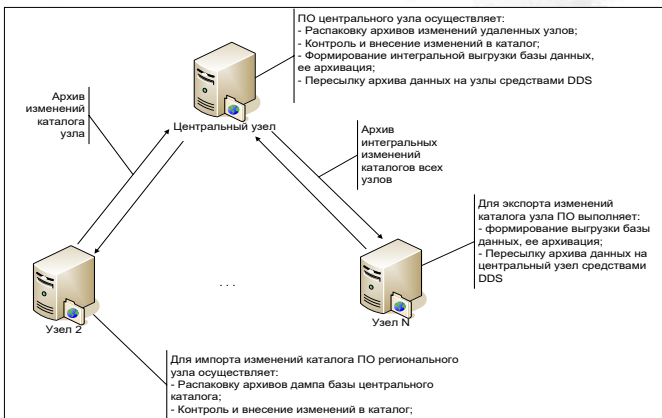 ПО центрального узла осуществляет:
- Распаковку архивов изменений удаленных узлов;
- Контроль и внесение изменений в каталог;
- Формирование интегральной выгрузки базы данных,
ее архивация;
- Пересылку архива данных на узлы средствами DDS
Архив
изменений
каталога
узла
Центральный узел
Архив
интегральных
изменений
каталогов всех
узлов
Для экспорта изменений
каталога узла ПО выполняет:
- формирование выгрузки базы
данных, ее архивация;
- Пересылку архива данных на
центральный узел средствами
DDS
. . .
Узел 2
Узел N
Для импорта изменений каталога ПО регионального
узла осуществляет:
- Распаковку архивов дампа базы центрального
каталога;
- Контроль и внесение изменений в каталог;